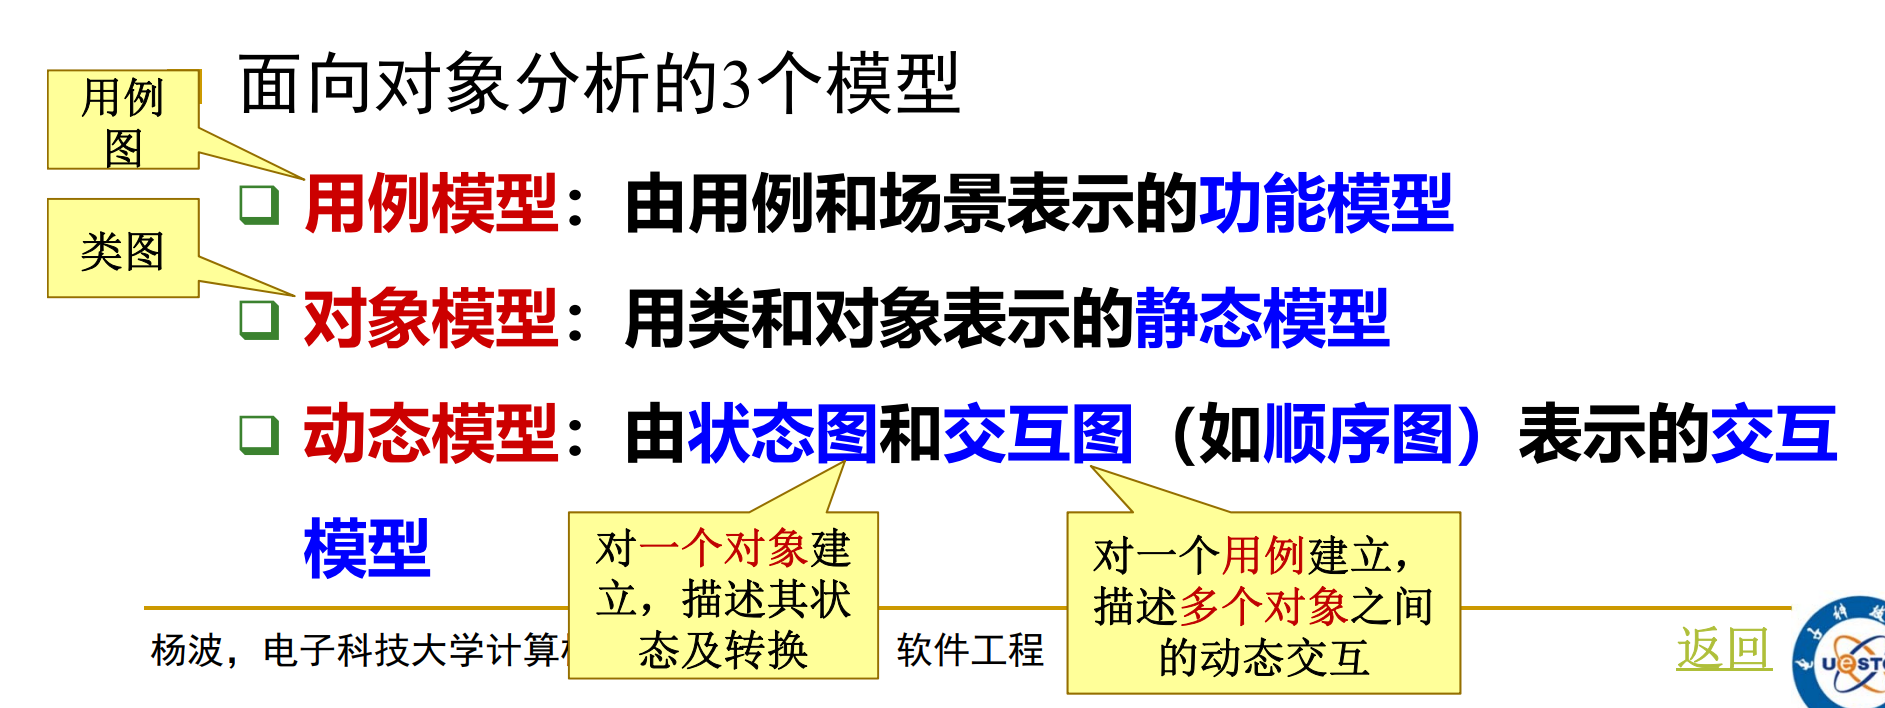 面向对象分析的3个模型
用例
图
用例模型：由用例和场景表示的功能模型
类图
对象模型：用类和对象表示的静态模型
动态模型：由状态图和交互图（如顺序图）表示的交互
模型
对一个对象建
立，描述其状
态及转换
对一个用例建立，
描述多个对象之间
的动态交互
杨波，电子科技大学计算
软件工程
返回